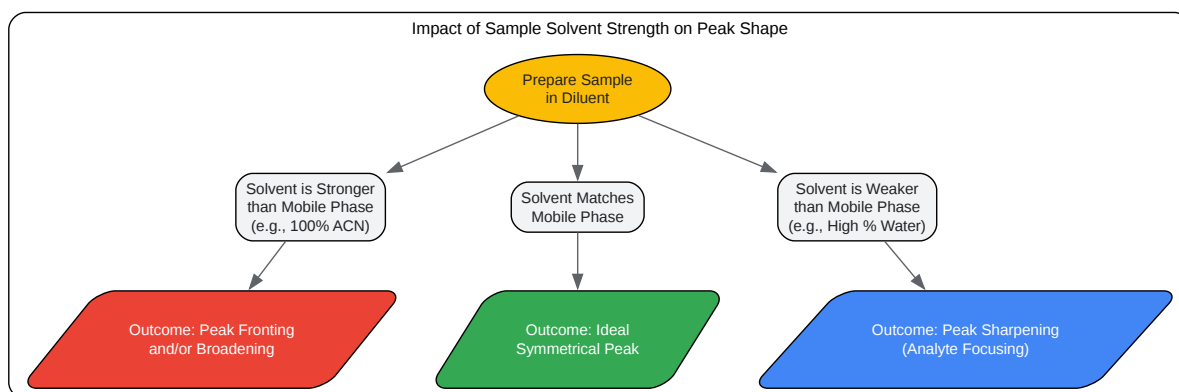 Impact of Sample Solvent Strength on Peak Shape
Prepare Sample
in Diluent
Solvent is Stronger
than Mobile Phase
(e.g., 100% ACN)
Solvent Matches
Mobile Phase
Solvent is Weaker
than Mobile Phase
(e.g., High % Water)
Outcome: Peak Fronting
and/or Broadening
Outcome: Ideal
Symmetrical Peak
Outcome: Peak Sharpening
(Analyte Focusing)